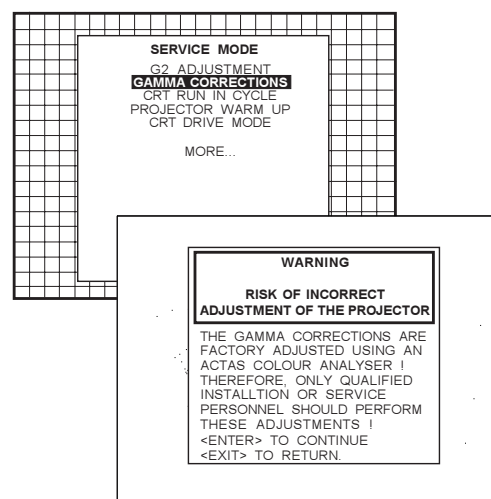 SERVICE MODE
G2 ADJUSTMENT
GAMMA CORRECTIONS
CRT RUN IN CYCLE
PROJECTOR WARM UP
CRT DRIVE MODE
MORE...
WARNING
RISK OF INCORRECT
ADJUSTMENT OF THE PROJECTOR
THE GAMMA CORRECTIONS ARE
FACTORY ADJUSTED USING AN
ACTAS COLOUR ANALYSER !
THEREFORE, ONLY QUALIFIED
INSTALLTION OR SERVICE
PERSONNEL SHOULD PERFORM
THESE ADJUSTMENTS !
<ENTER> TO CONTINUE
<EXIT> TO RETURN.